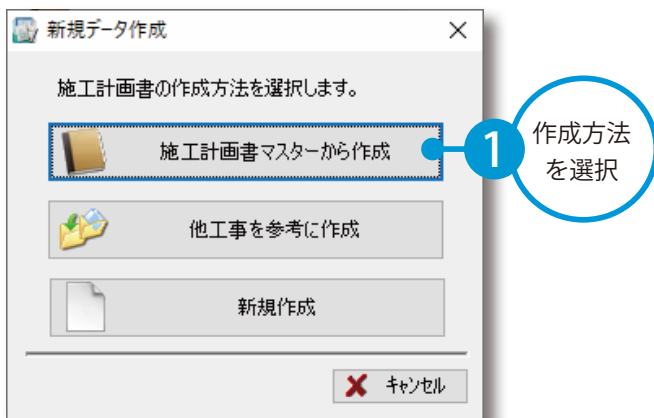 新規データ作成
施工計画書の作成方法を選択します。
施工計画書マスターから作成
1
作成方法
を選択
他工事を参考に作成
新規作成
キャンセル